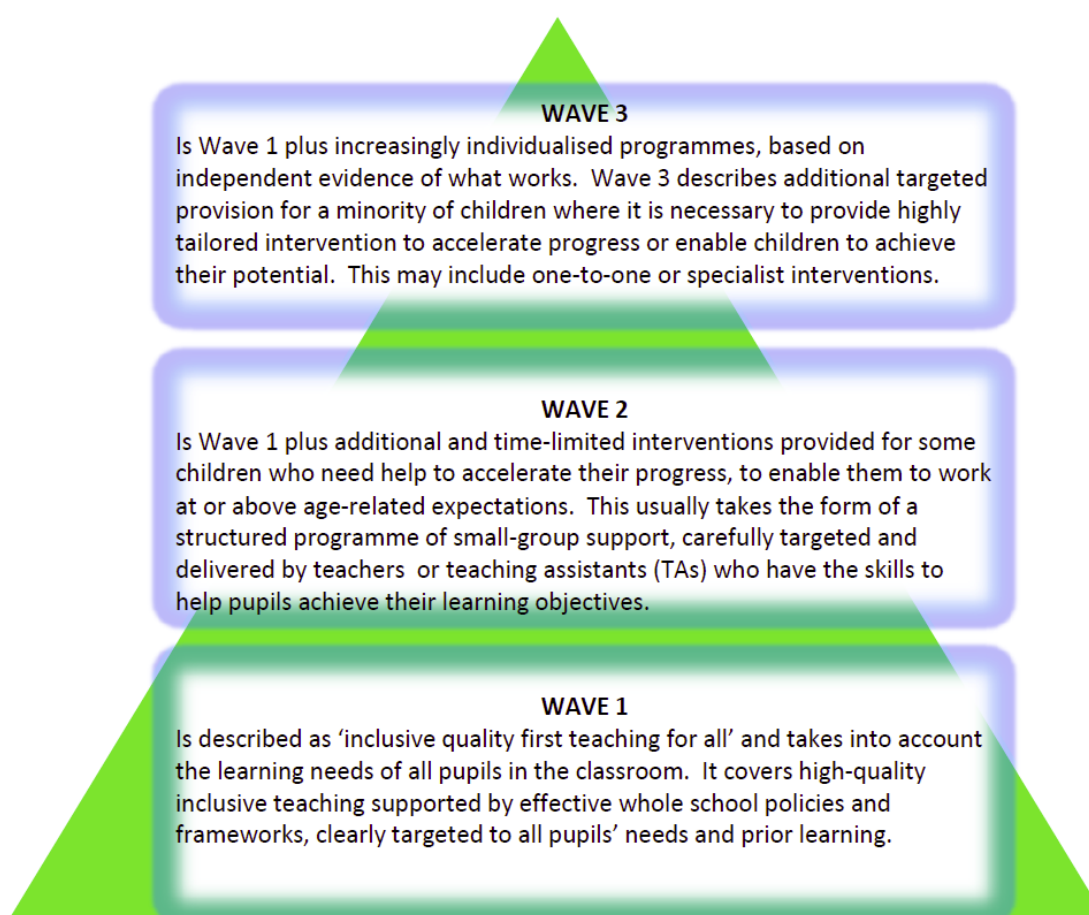 WAVE 3
Is Wave 1 plus increasingly individualised programmes, based on
independent evidence of what works.  Wave 3 describes additional targeted
provision for a minority of children where it is necessary to provide highly
tailored intervention to accelerate progress or enable children to achieve
their potential.  This may include one-to-one or specialist interventions.
WAVE 2
Is Wave 1 plus additional and time-limited interventions provided for some
children who need help to accelerate their progress, to enable them to work
at or above age-related expectations.  This usually takes the form of a
structured programme of small-group support, carefully targeted and
delivered by teachers  or teaching assistants (TAs) who have the skills to
help pupils achieve their learning objectives.
WAVE 1
Is described as ‘inclusive quality first teaching for all’ and takes into account
the learning needs of all pupils in the classroom.  It covers high-quality
inclusive teaching supported by effective whole school policies and
frameworks, clearly targeted to all pupils’ needs and prior learning.